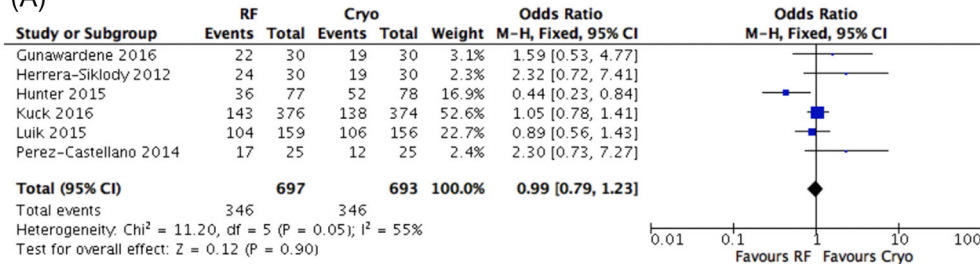 (A)
RF Cryo Odds Ratio Odds Ratio
Study or Subgroup Events Total Events Total Weight M-H, Fixed, 95% CI M-H, Fixed, 95% CI
Gunawardene 2016 22 30 19 30 3.1% 1.59 [0.53, 4.77]
Herrera-Siklody 2012 24 30 19 30 2.3% 2.32 [0.72, 7.41]
Hunter 2015 36 77 52 78 16.9% 0.44 [0.23, 0.84]
Kuck 2016 143 376 138 374 52.6% 1.05 [0.78, 1.41]
Luik 2015 104 159 106 156 22.7% 0.89 [0.56, 1.43]
Perez-Castellano 2014 17 25 12 25 2.4% 2.30 [0.73, 7.27]
Total (95% CI) 697 693 100.0% 0.99 [0.79, 1.23]
Total events 346 346
Heterogeneity: Chi² = 11.20, df = 5 (P = 0.05); I² = 55%
Test for overall effect: Z = 0.12 (P = 0.90)
0.01 0.1 1 10 100
Favours RF Favours Cryo